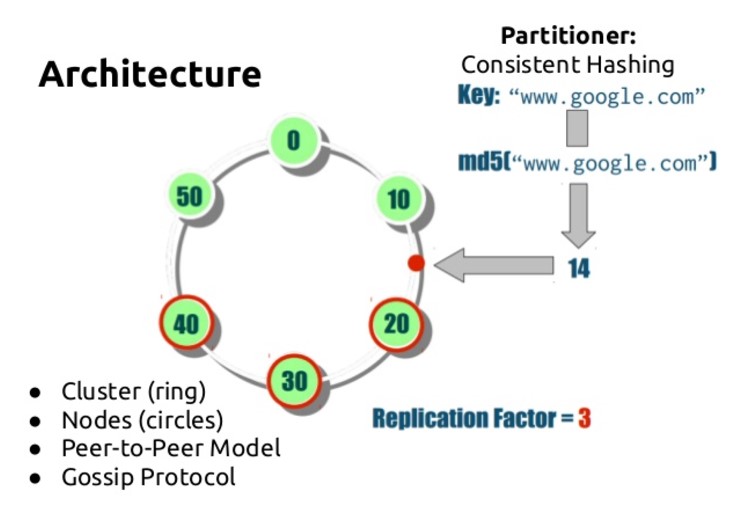 Architecture
Partitioner:
Consistent Hashing
Key: “www.google.com”
md5(“www.google.com”)
14
0
10
20
30
40
50
● Cluster (ring)
● Nodes (circles)
● Peer-to-Peer Model
● Gossip Protocol
Replication Factor = 3